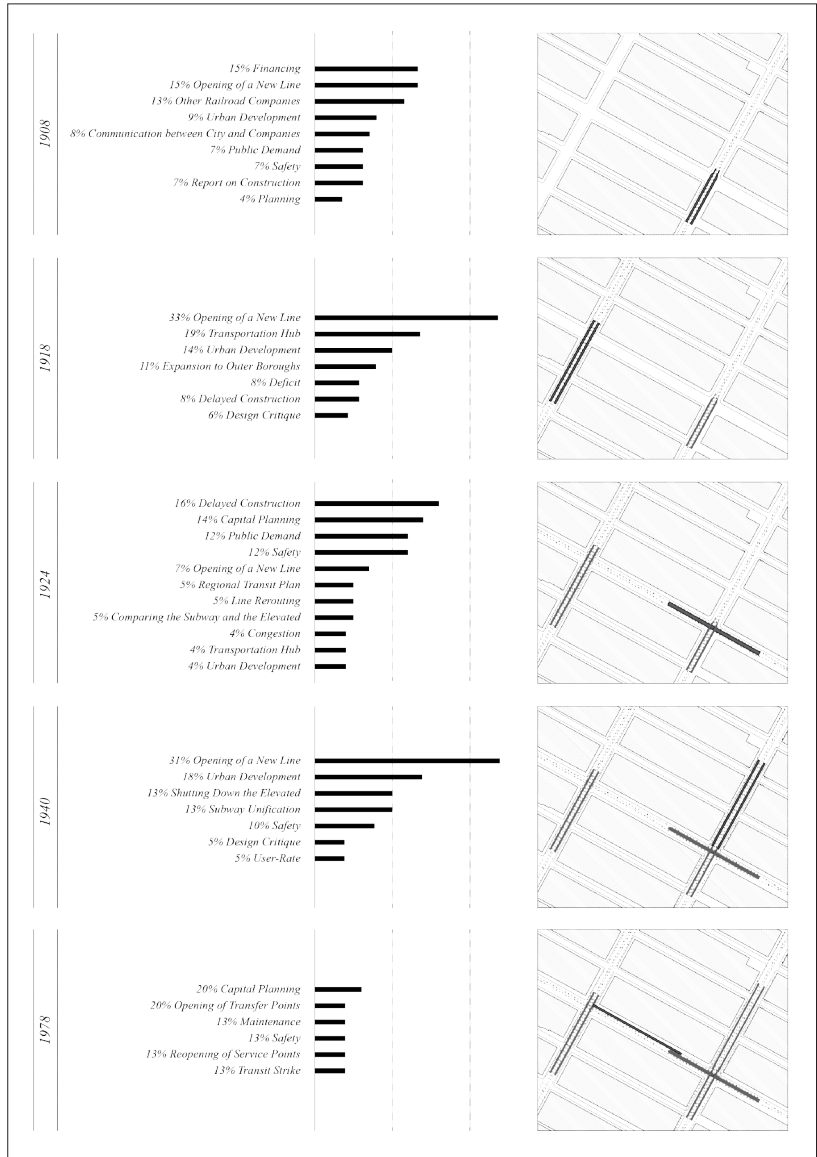 1908
15% Financing
15% Opening of a New Line
13% Other Railroad Companies
9% Urban Development
8% Communication between City and Companies
7% Public Demand
7% Safety
7% Report on Construction
4% Planning
1918
33% Opening of a New Line
19% Transportation Hub
14% Urban Development
11% Expansion to Outer Boroughs
8% Deficit
8% Delayed Construction
6% Design Critique
1924
16% Delayed Construction
14% Capital Planning
12% Public Demand
12% Safety
7% Opening of a New Line
5% Regional Transit Plan
5% Line Rerouting
5% Comparing the Subway and the Elevated
4% Congestion
4% Transportation Hub
4% Urban Development
1940
31% Opening of a New Line
18% Urban Development
13% Shutting Down the Elevated
13% Subway Unification
10% Safety
5% Design Critique
5% User-Rate
1978
20% Capital Planning
20% Opening of Transfer Points
13% Maintenance
13% Safety
13% Reopening of Service Points
13% Transit Strike